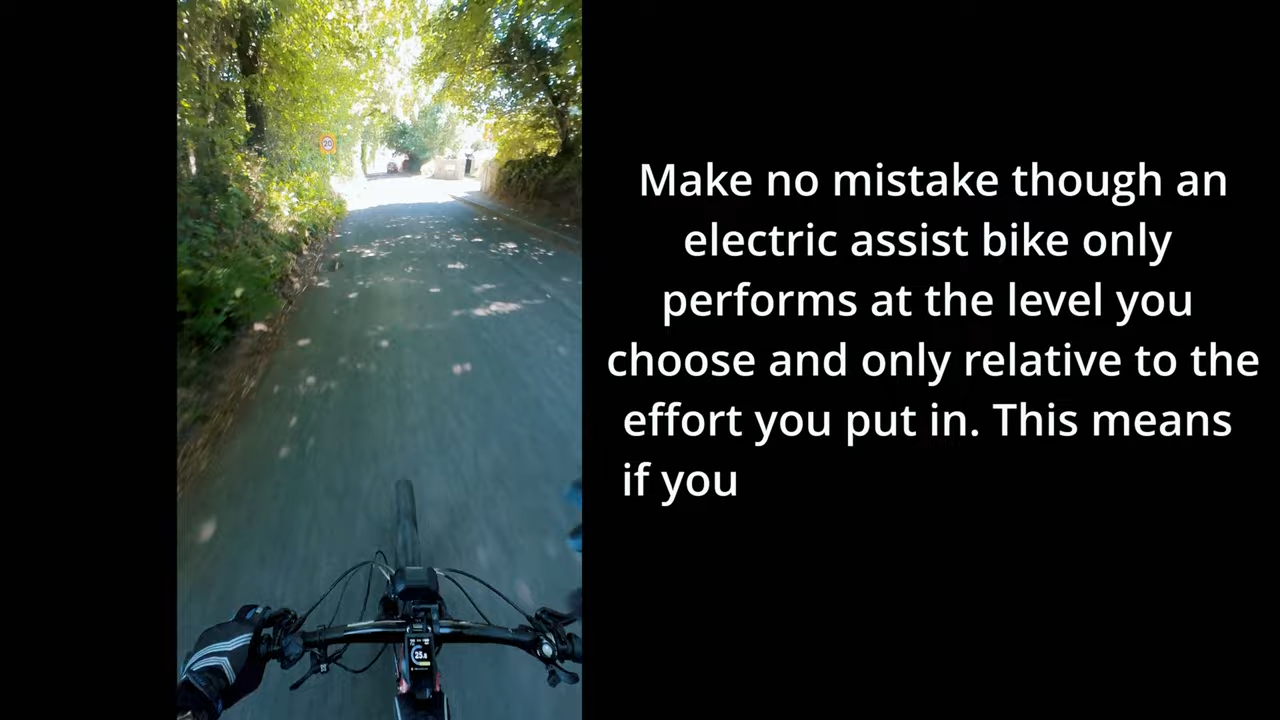 20
Make no mistake though an
electric assist bike only
performs at the level you
choose and only relative to the
effort you put in. This means
if you